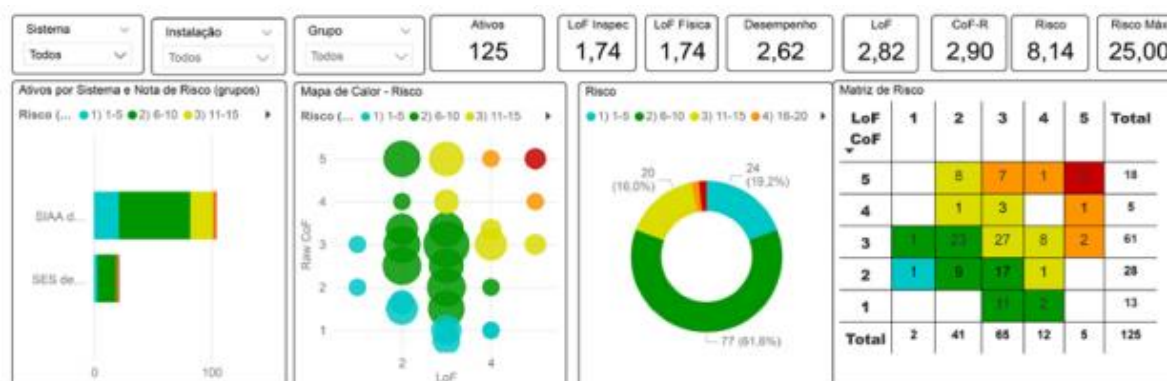 Sistema
Todos
Instalação
Todos
Grupo
Todos
Ativos
125
LoF Inspec
1,74
LoF Física
1,74
Desempenho
2,62
LoF
2,82
CoF-R
2,90
Risco
8,14
Risco Máx
25,00
Ativos por Sistema e Nota de Risco (grupos)
Risco (... 1) 1-5 2) 6-10 3) 11-15
SIAA d...
SES de...
0 100
Mapa de Calor - Risco
Risco (... 1) 1-5 2) 6-10 3) 11-15
Raw CoF
5
4
3
2
1
2 4
LoF
Risco
1) 1-5 2) 6-10 3) 11-15 4) 16-20
20
(16,0%)
24
(19,2%)
77 (61,6%)
Matriz de Risco
LoF 1 2 3 4 5 Total
CoF
5 8 7 1 18
4 1 3 1 5
3 1 23 27 8 2 61
2 1 9 17 1 28
1 11 2 13
Total 2 41 65 12 5 125